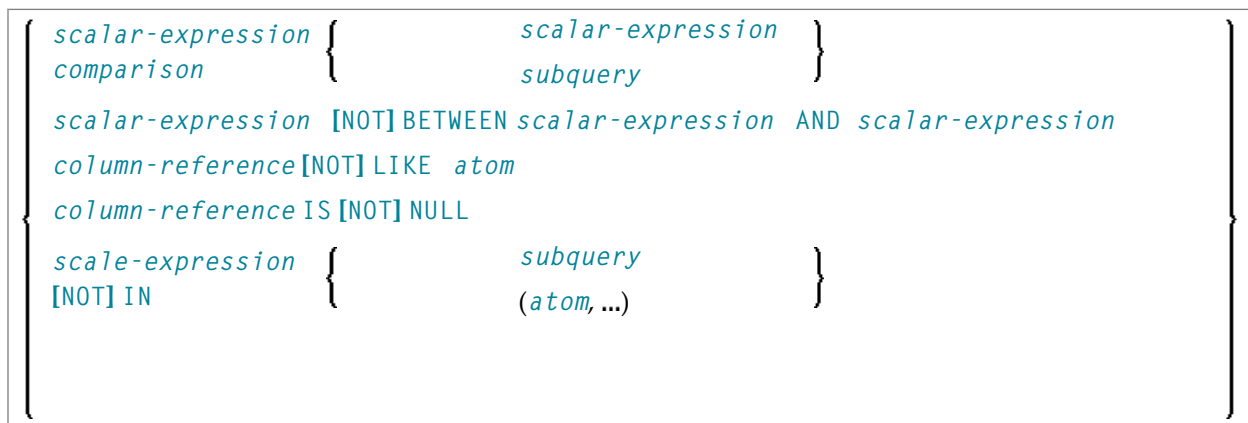 scalar-expression { scalar-expression }
comparison subquery
scalar-expression [NOT] BETWEEN scalar-expression AND scalar-expression
column-reference [NOT] LIKE atom
column-reference IS [NOT] NULL
scale-expression { subquery }
[NOT] IN (atom, ...)